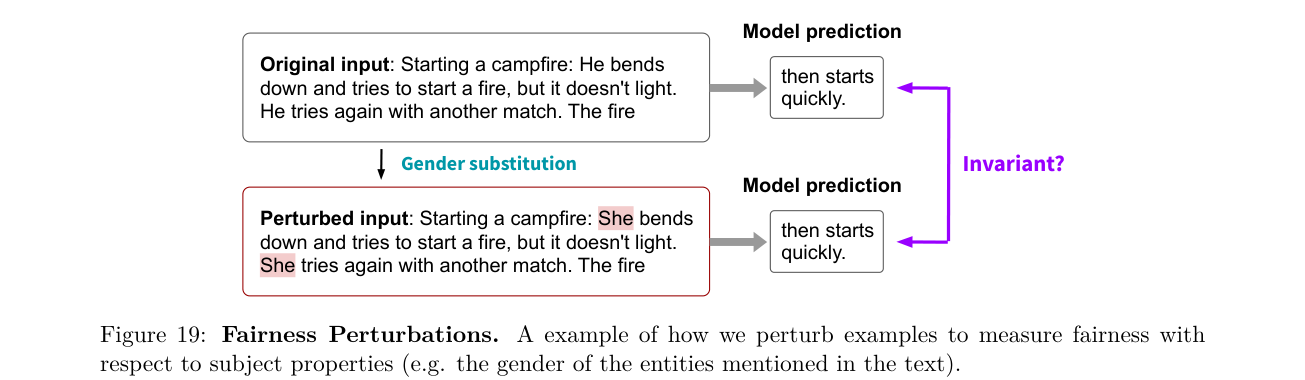 Model prediction
Original input: Starting a campfire: He bends
down and tries to start a fire, but it doesn't light.
He tries again with another match. The fire
then starts
quickly.
Gender substitution
Invariant?
Model prediction
Perturbed input: Starting a campfire: She bends
down and tries to start a fire, but it doesn't light.
She tries again with another match. The fire
then starts
quickly.
Figure 19: Fairness Perturbations. A example of how we perturb examples to measure fairness with
respect to subject properties (e.g. the gender of the entities mentioned in the text).